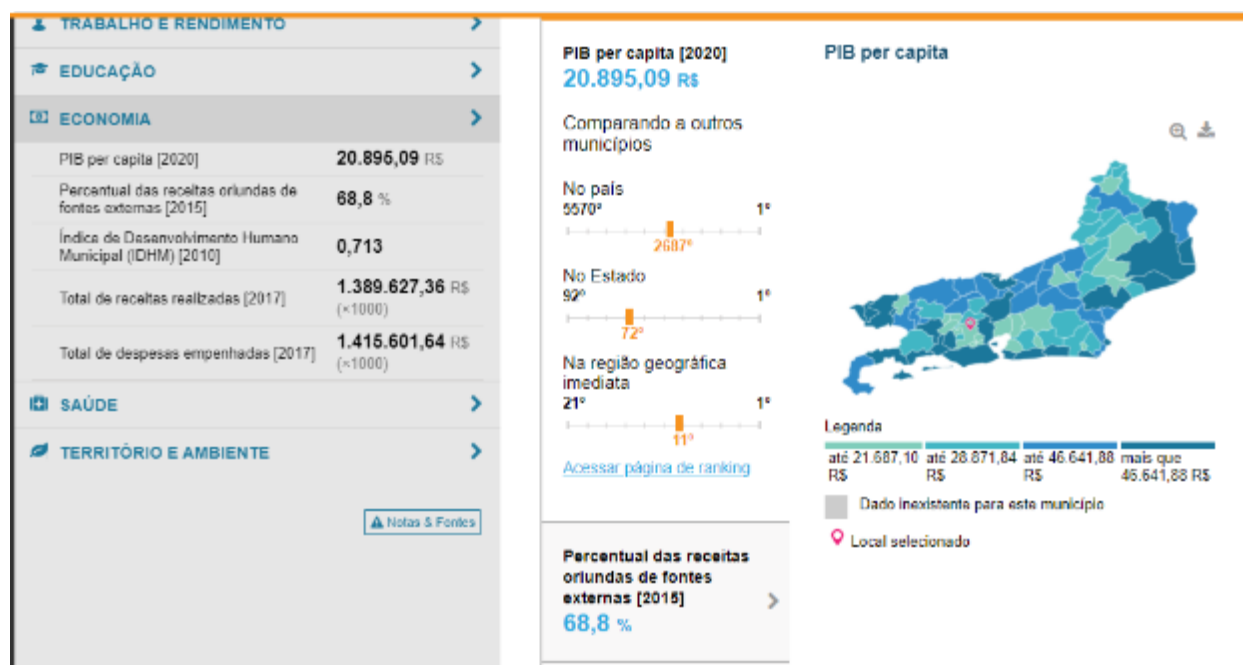 TRABALHO E RENDIMENTO
EDUCAÇÃO
ECONOMIA
PIB per capita [2020] 20.895,09 R$
Percentual das receitas oriundas de
fontes externas [2015]
68,8 %
Índice de Desenvolvimento Humano
Municipal (IDHM) [2010]
0,713
Total de receitas realizadas [2017]
1.389.627,36 R$
(×1000)
Total de despesas empenhadas [2017]
1.415.601,64 R$
(×1000)
SAÚDE
TERRITÓRIO E AMBIENTE
Notas & Fontes
PIB per capita [2020]
20.895,09 R$
Comparando a outros
municípios
No país
5570º 1º
2687º
No Estado
92º 1º
72º
Na região geográfica
imediata
21º 1º
11º
Acessar página de ranking
Percentual das receitas
oriundas de fontes
externas [2015]
68,8 %
PIB per capita
Legenda
até 21.687,10 R$
até 28.871,84 R$
até 46.641,88 R$
mais que 46.641,88 R$
Dado inexistente para este município
Local selecionado